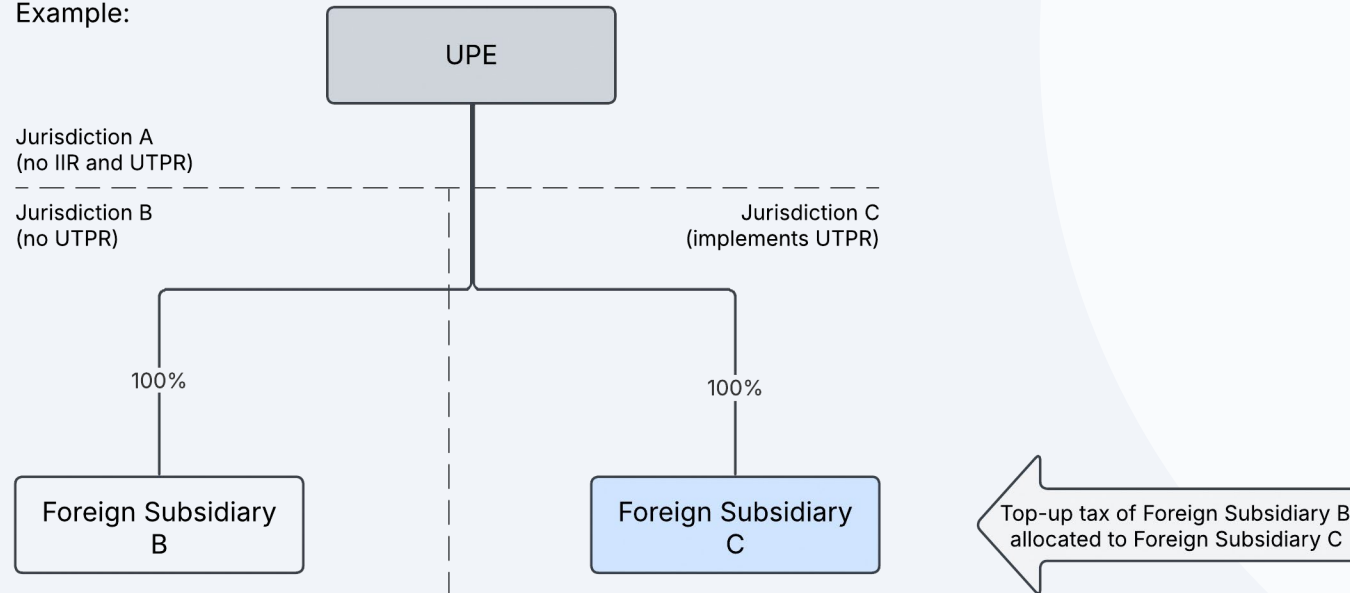 Example:
UPE
Jurisdiction A
(no IIR and UTPR)
Jurisdiction B
(no UTPR)
Jurisdiction C
(implements UTPR)
100%
100%
Foreign Subsidiary
B
Foreign Subsidiary
C
Top-up tax of Foreign Subsidiary B
allocated to Foreign Subsidiary C